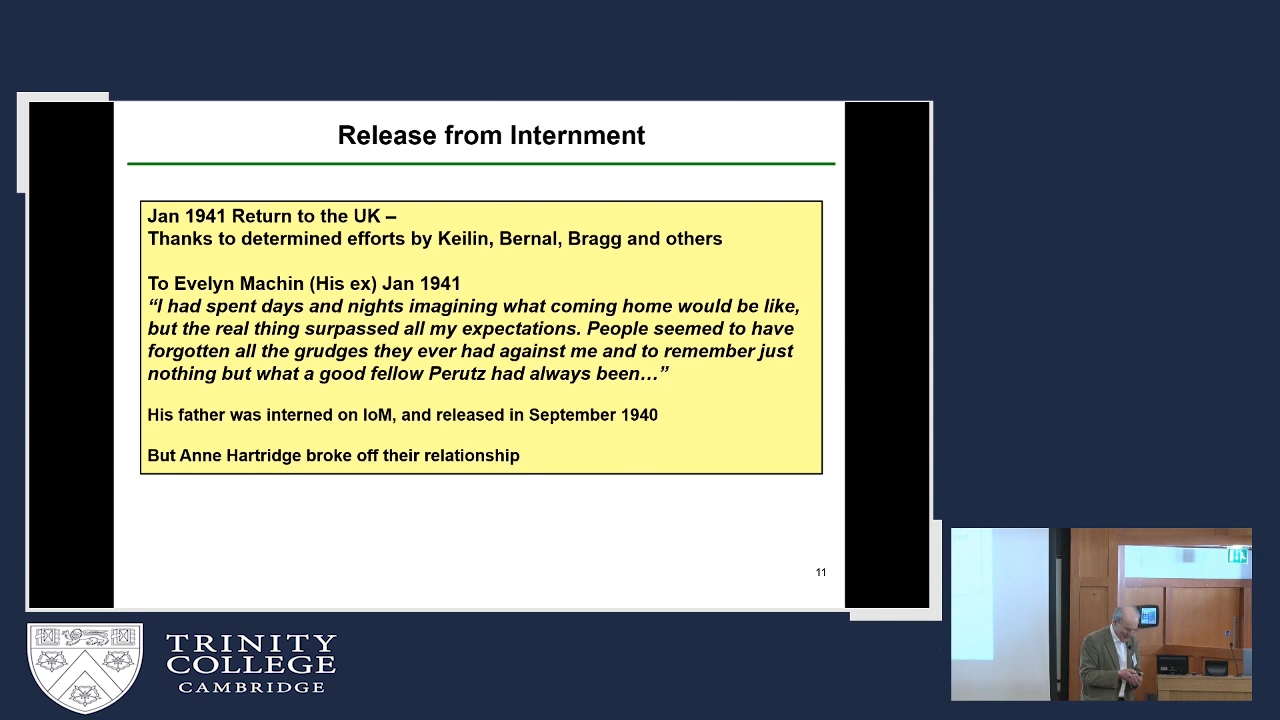 Release from Internment
Jan 1941 Return to the UK –
Thanks to determined efforts by Keilin, Bernal, Bragg and others
To Evelyn Machin (His ex) Jan 1941
“I had spent days and nights imagining what coming home would be like,
but the real thing surpassed all my expectations. People seemed to have
forgotten all the grudges they ever had against me and to remember just
nothing but what a good fellow Perutz had always been…”
His father was interned on IoM, and released in September 1940
But Anne Hartridge broke off their relationship
11
TRINITY
COLLEGE
CAMBRIDGE